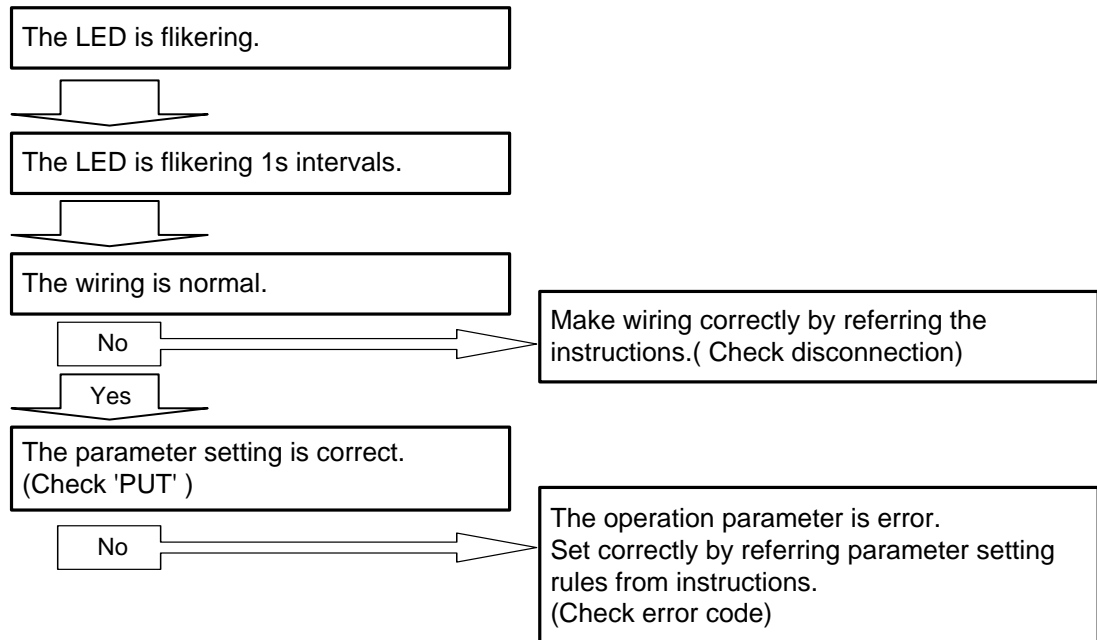 The LED is flikering.
The LED is flikering 1s intervals.
The wiring is normal.
No
Make wiring correctly by referring the
instructions.( Check disconnection)
Yes
The parameter setting is correct.
(Check 'PUT' )
No
The operation parameter is error.
Set correctly by referring parameter setting
rules from instructions.
(Check error code)